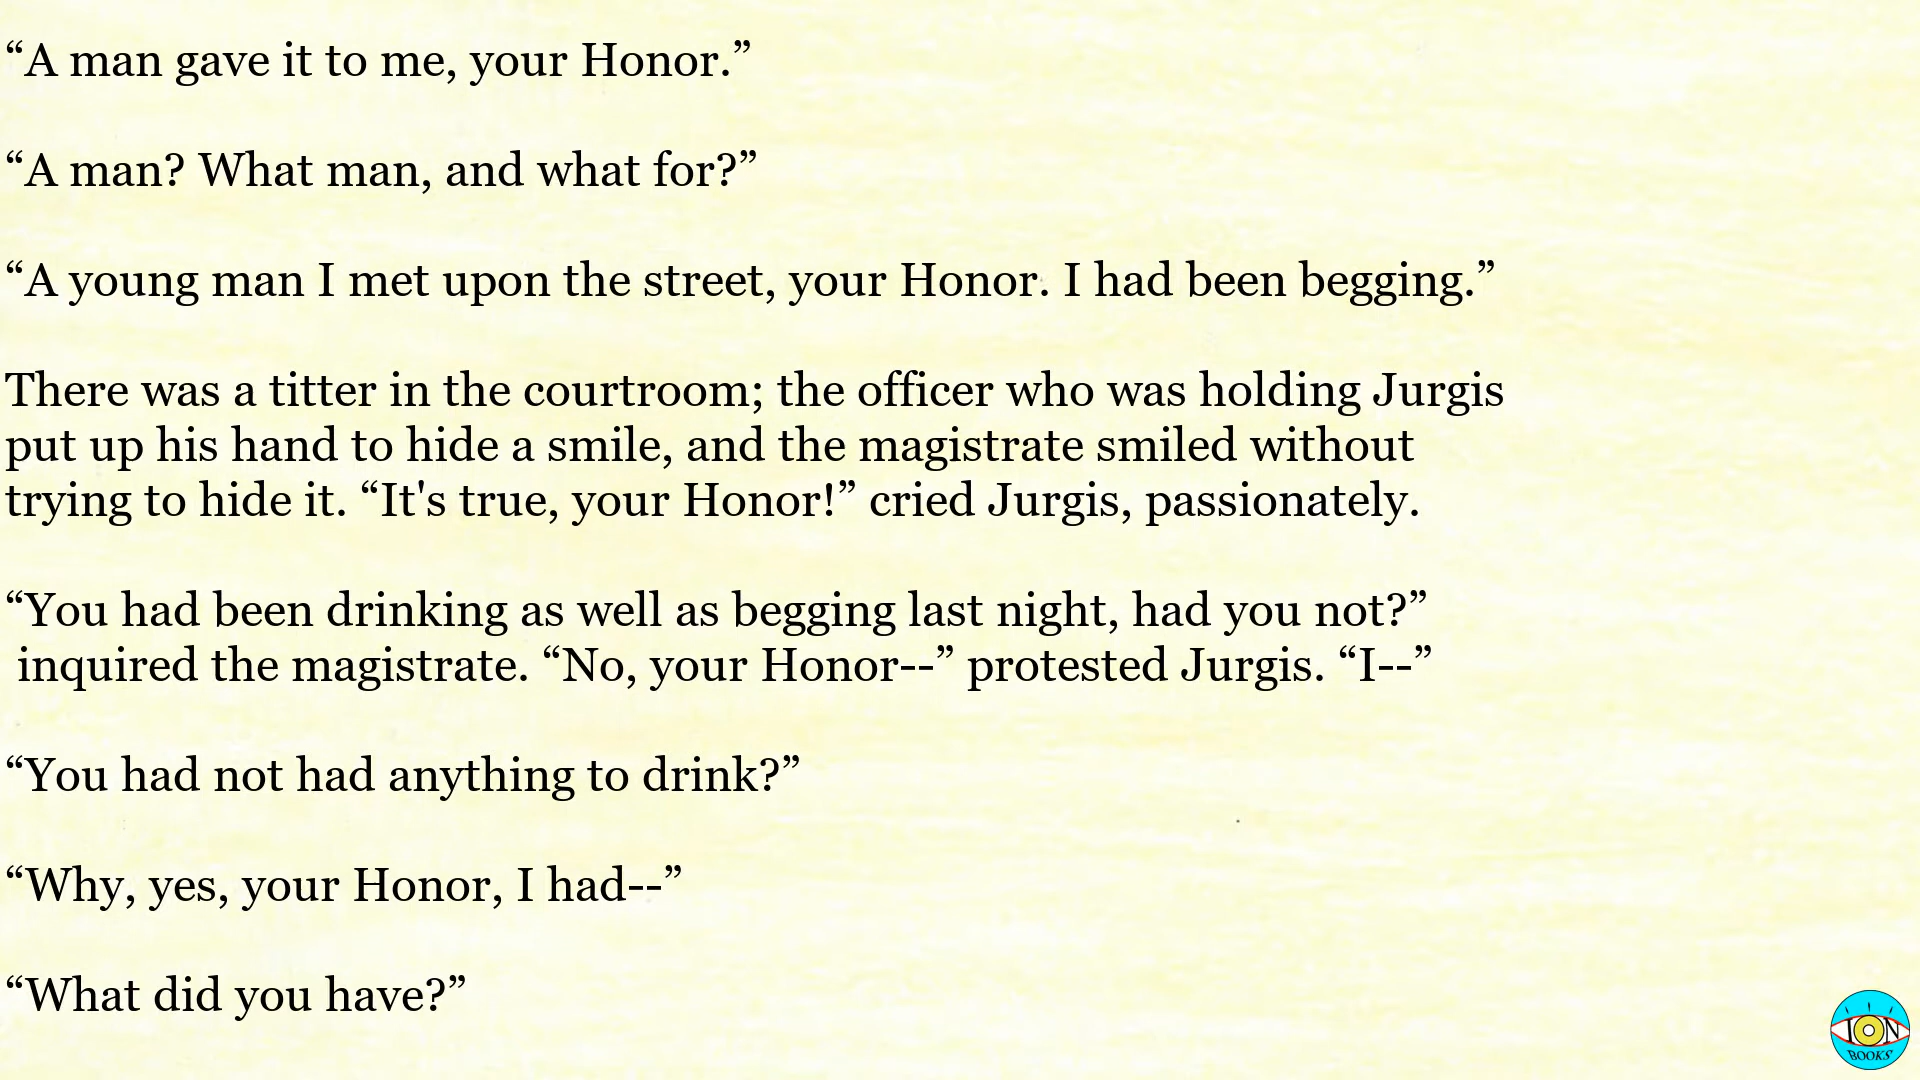 “A man gave it to me, your Honor.”
“A man? What man, and what for?”
“A young man I met upon the street, your Honor. I had been begging.”
There was a titter in the courtroom; the officer who was holding Jurgis
put up his hand to hide a smile, and the magistrate smiled without
trying to hide it. “It's true, your Honor!” cried Jurgis, passionately.
“You had been drinking as well as begging last night, had you not?”
inquired the magistrate. “No, your Honor--” protested Jurgis. “I--”
“You had not had anything to drink?”
“Why, yes, your Honor, I had--”
“What did you have?”
ION
BOOKS